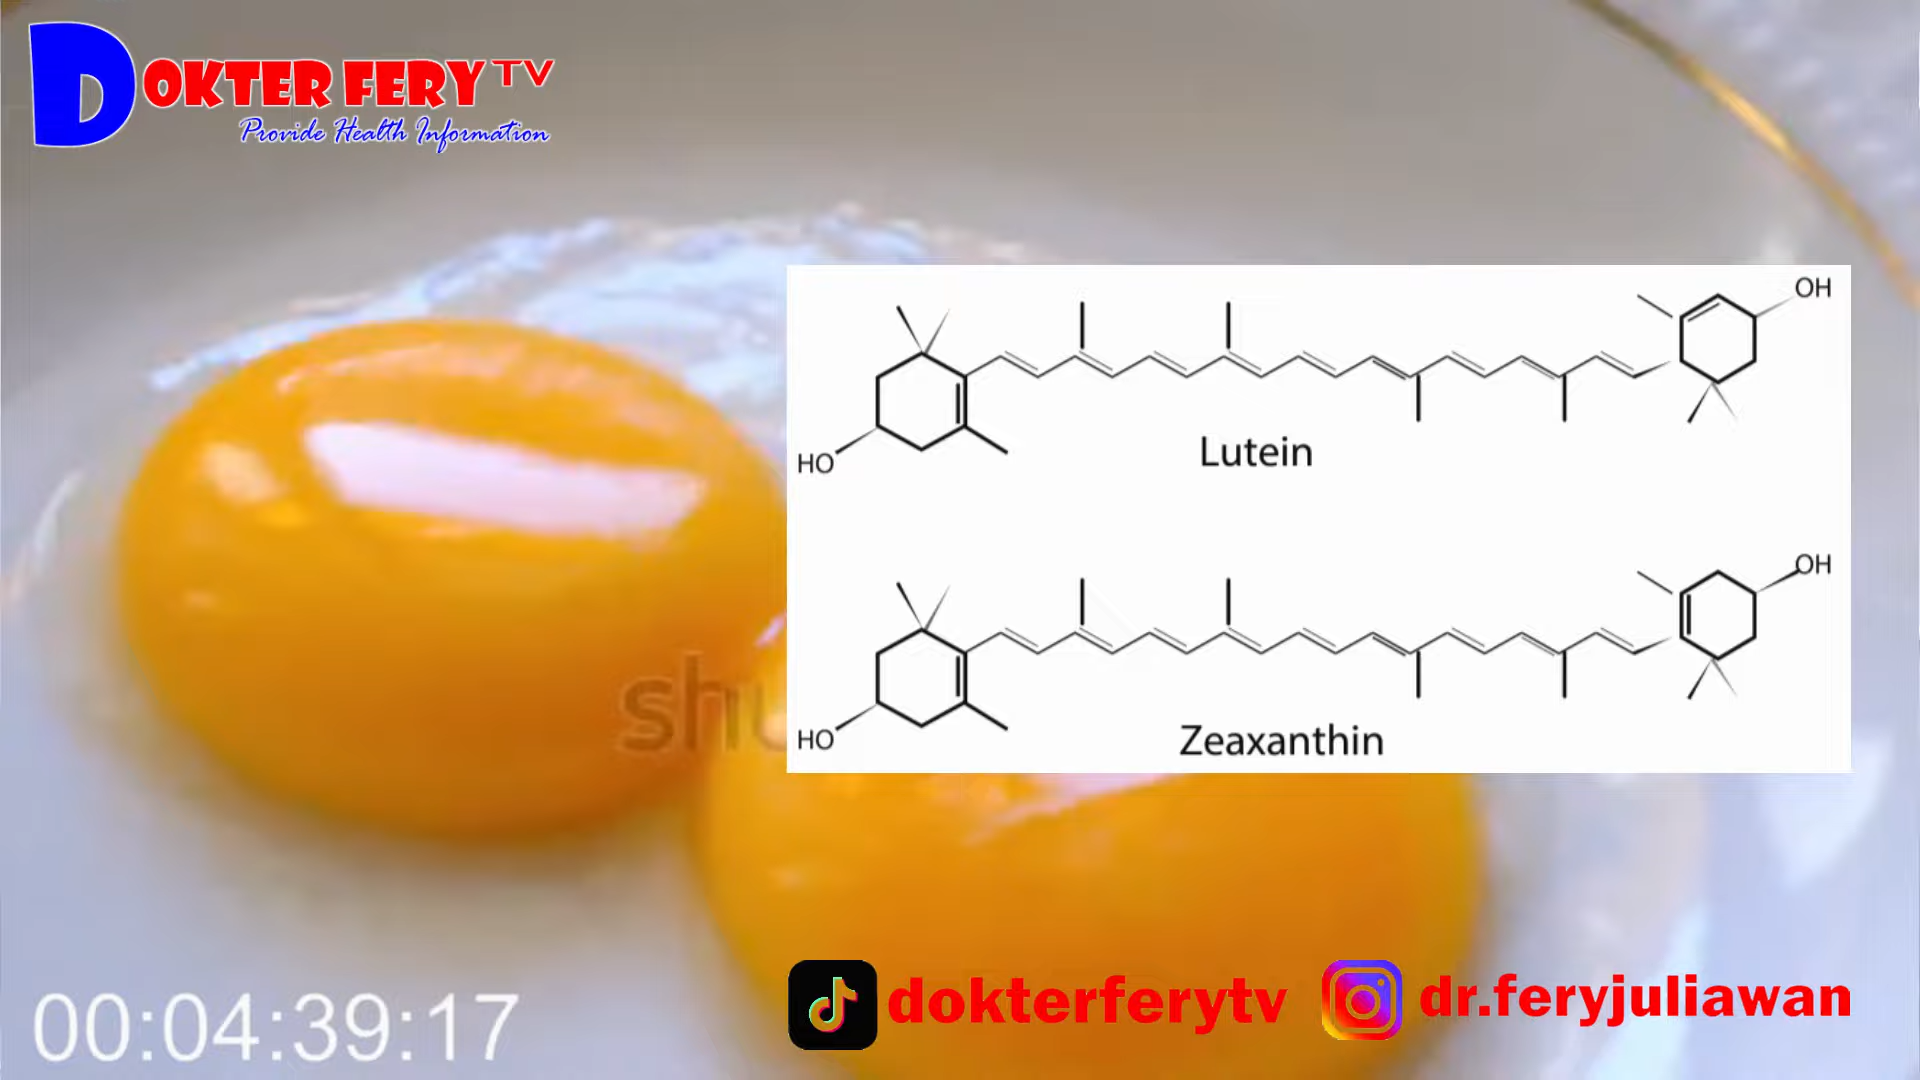 DOKTER FERY TV
Provide Health Information
OH
HO
Lutein
OH
HO
Zeaxanthin
shu
dokterferytv
dr.feryjuliawan
00:04:39:17